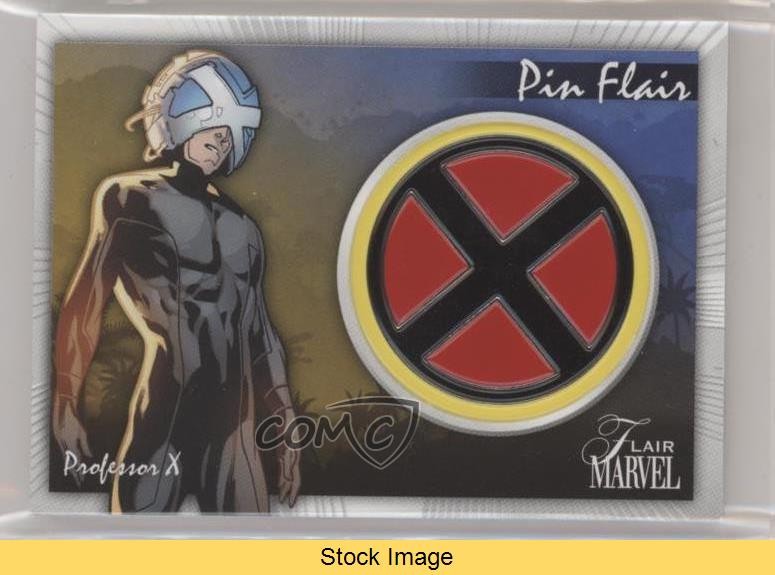 Pin Flair
COMC
Professor X
FLAIR
MARVEL
Stock Image